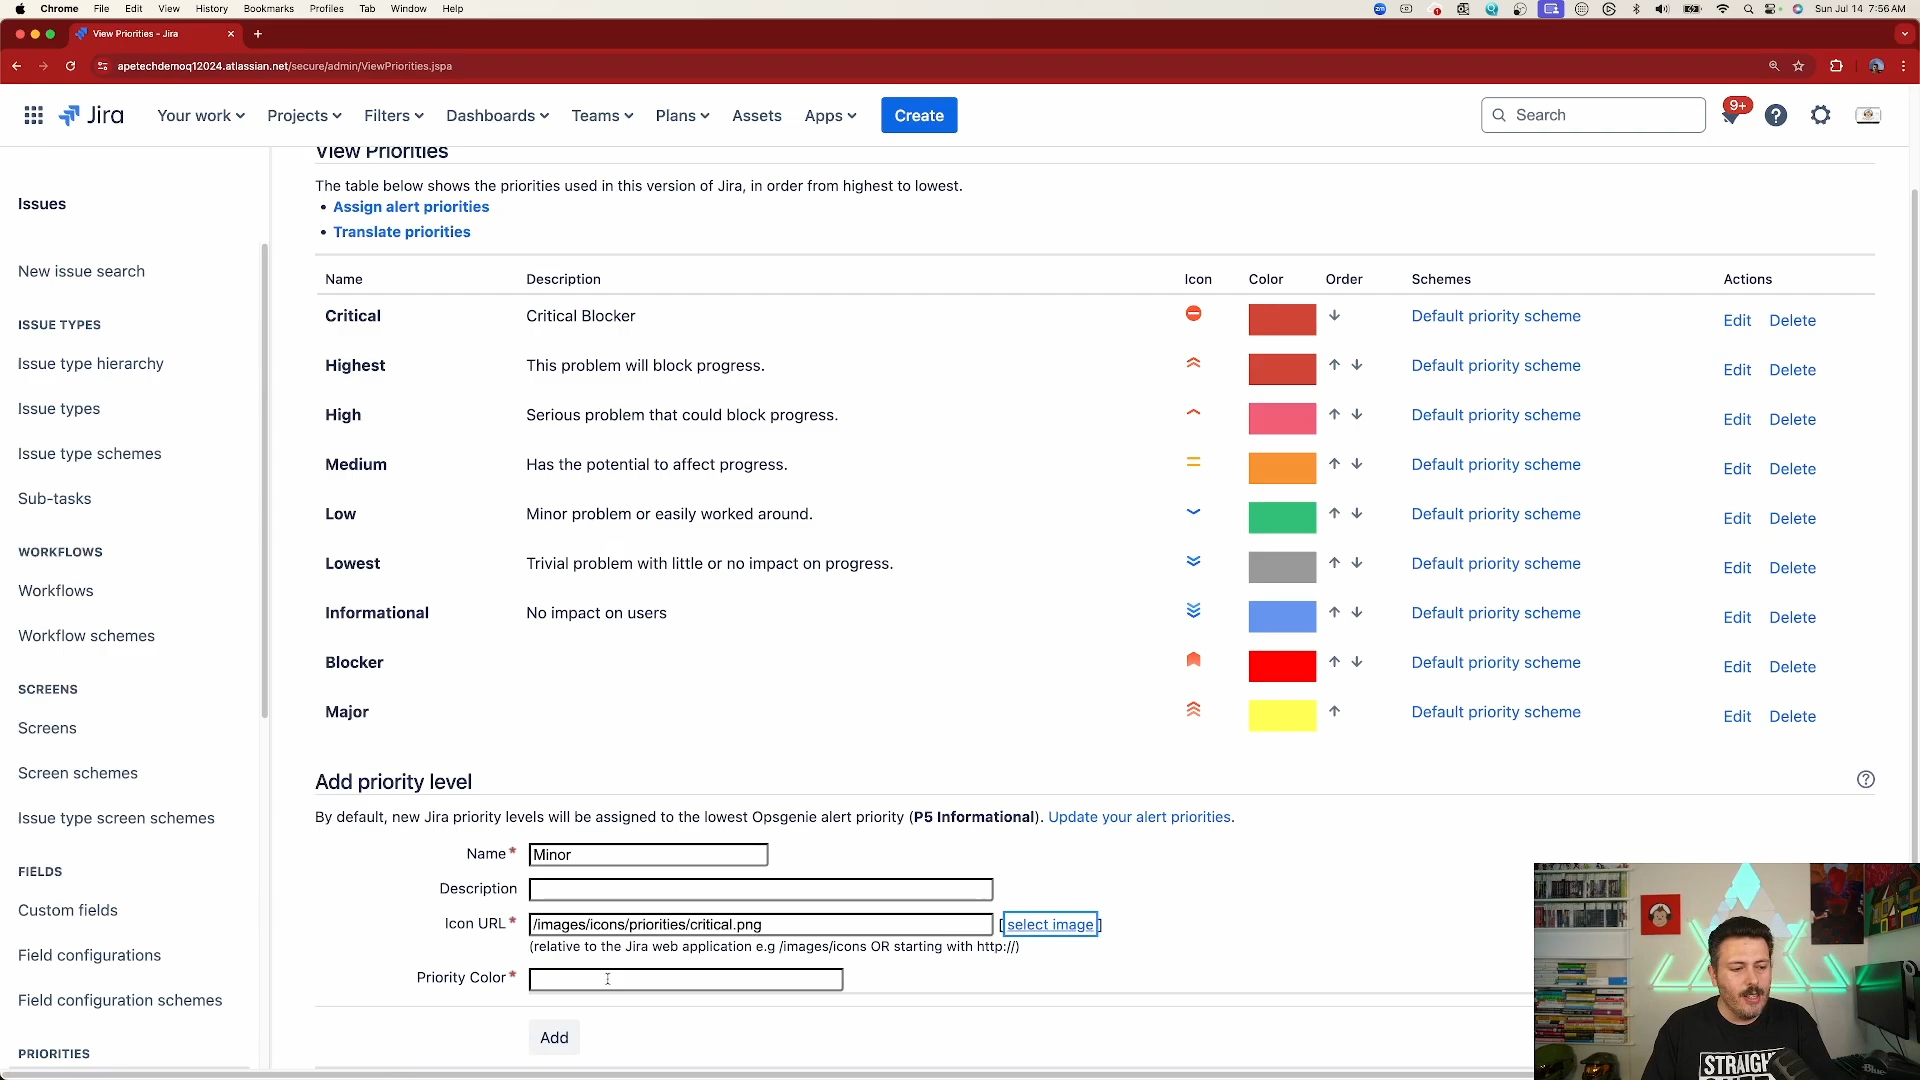 Chrome File Edit View History Bookmarks Profiles Tab Window Help
Sun Jul 14 7:56 AM
View Priorities - Jira
apetechdemoq12024.atlassian.net/secure/admin/ViewPriorities.jspa
Jira Your work Projects Filters Dashboards Teams Plans Assets Apps Create Search 9+
View Priorities
The table below shows the priorities used in this version of Jira, in order from highest to lowest.
• Assign alert priorities
• Translate priorities
Issues
New issue search
ISSUE TYPES
Issue type hierarchy
Issue types
Issue type schemes
Sub-tasks
WORKFLOWS
Workflows
Workflow schemes
SCREENS
Screens
Screen schemes
Issue type screen schemes
FIELDS
Custom fields
Field configurations
Field configuration schemes
PRIORITIES
Name Description Icon Color Order Schemes Actions
Critical Critical Blocker Default priority scheme Edit Delete
Highest This problem will block progress. Default priority scheme Edit Delete
High Serious problem that could block progress. Default priority scheme Edit Delete
Medium Has the potential to affect progress. Default priority scheme Edit Delete
Low Minor problem or easily worked around. Default priority scheme Edit Delete
Lowest Trivial problem with little or no impact on progress. Default priority scheme Edit Delete
Informational No impact on users Default priority scheme Edit Delete
Blocker Default priority scheme Edit Delete
Major Default priority scheme Edit Delete
Add priority level
By default, new Jira priority levels will be assigned to the lowest Opsgenie alert priority (P5 Informational). Update your alert priorities.
Name* Minor
Description
Icon URL* /images/icons/priorities/critical.png [select image]
(relative to the Jira web application e.g /images/icons OR starting with http://)
Priority Color*
Add
STRAIGH
Blue